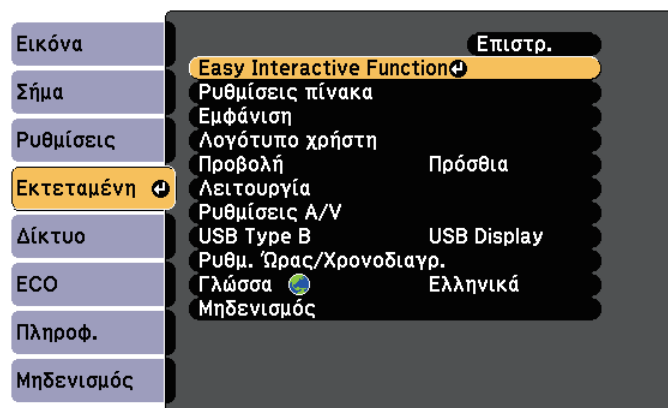 Εικόνα
Σήμα
Ρυθμίσεις
Εκτεταμένη
Δίκτυο
ECO
Πληροφ.
Μηδενισμός
Επιστρ.
Easy Interactive Function
Ρυθμίσεις πίνακα
Εμφάνιση
Λογότυπο χρήστη
Προβολή Πρόσθια
Λειτουργία
Ρυθμίσεις A/V
USB Type B USB Display
Ρυθμ. Ώρας/Χρονοδιαγρ.
Γλώσσα Ελληνικά
Μηδενισμός